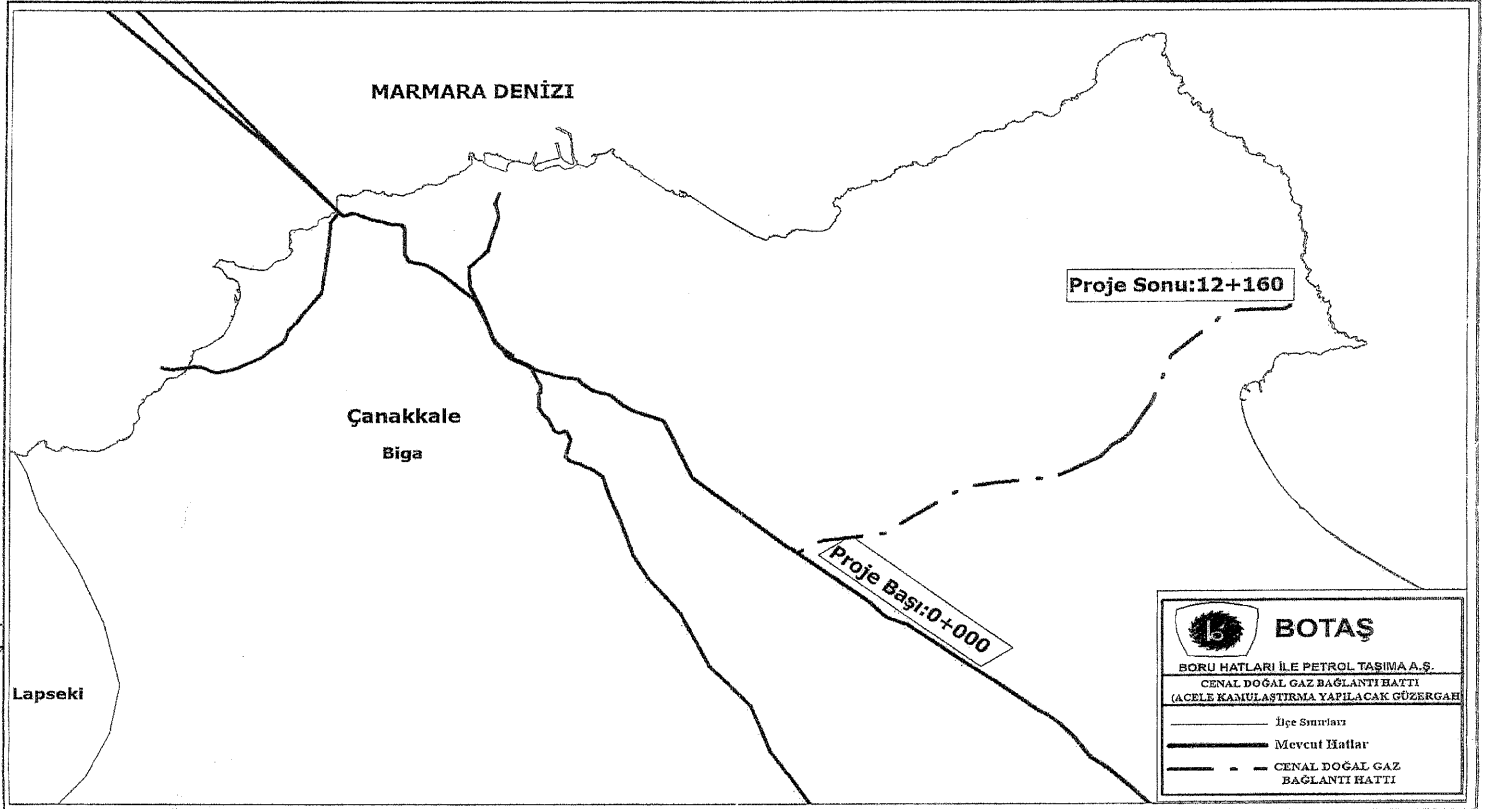 MARMARA DENİZİ
Proje Sonu:12+160
Çanakkale
Biga
Proje Başı:0+000
Lapseki
BOTAŞ
BORU HATLARI İLE PETROL TAŞIMA A.Ş.
CENAL DOĞAL GAZ BAĞLANTI HATTI
(ACELE KAMULAŞTIRMA YAPILACAK GÜZERGAH
İlçe Sınırları
Mevcut Hatlar
CENAL DOĞAL GAZ
BAĞLANTI HATTI